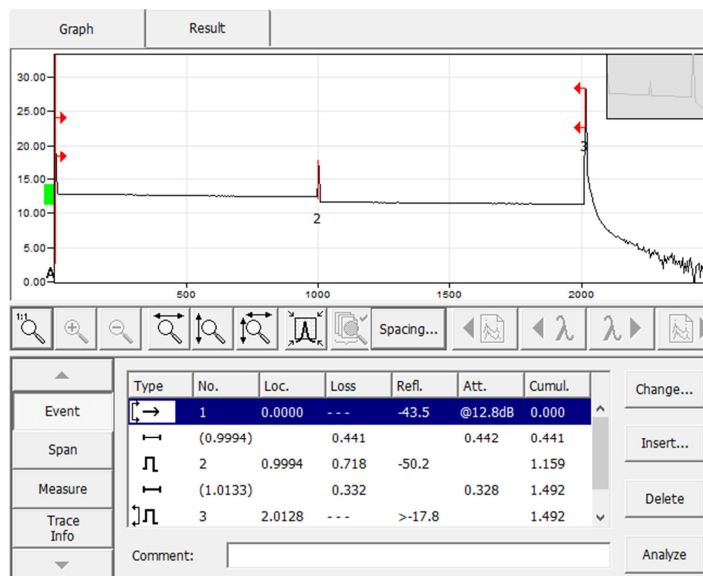 Graph Result
30.00
25.00
20.00
15.00
10.00
5.00
0.00
A
2
3
500 1000 1500 2000
1:1
Spacing...
λ λ
Event
Span
Measure
Trace
Info
Type No. Loc. Loss Refl. Att. Cumul.
1 0.0000 --- -43.5 @12.8dB 0.000
(0.9994) 0.441 0.442 0.441
2 0.9994 0.718 -50.2 1.159
(1.0133) 0.332 0.328 1.492
3 2.0128 --- >-17.8 1.492
Comment:
Change...
Insert...
Delete
Analyze